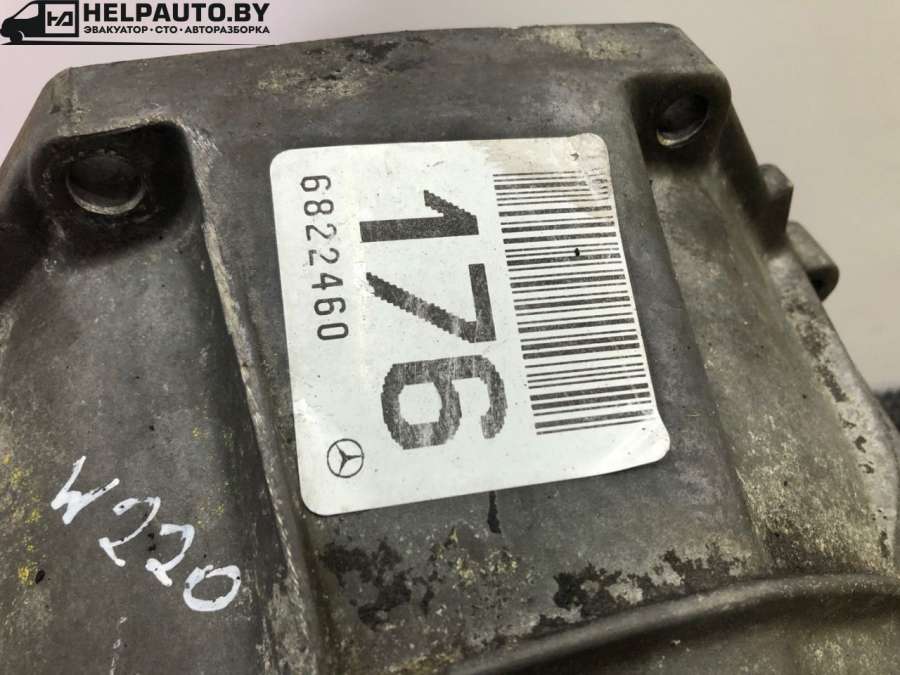 HELPAUTO.BY
ЭВАКУАТОР · СТО · АВТОРАЗБОРКА
176
6822460
W220